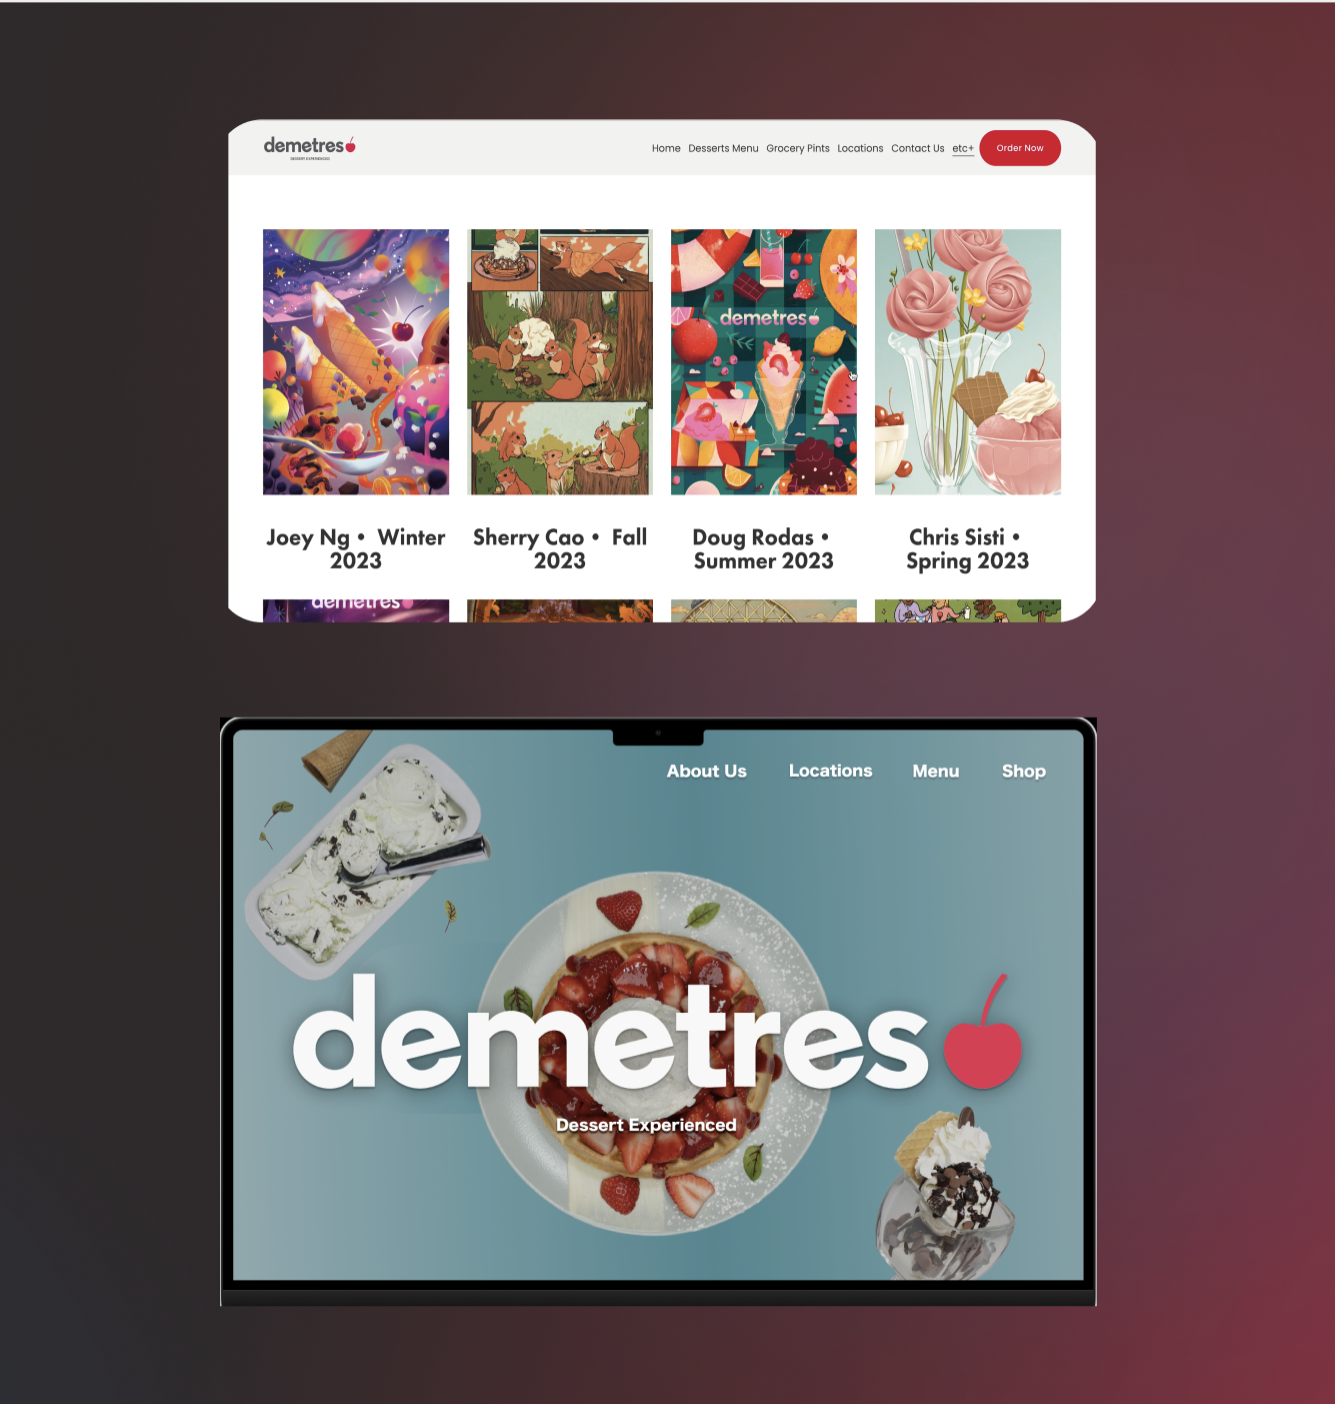 demetres
DESSERT EXPERIENCED
Home Desserts Menu Grocery Pints Locations Contact Us etc+ Order Now
demetres
Joey Ng • Winter
2023
Sherry Cao • Fall
2023
Doug Rodas •
Summer 2023
Chris Sisti •
Spring 2023
demetres
About Us Locations Menu Shop
demetres
Dessert Experienced